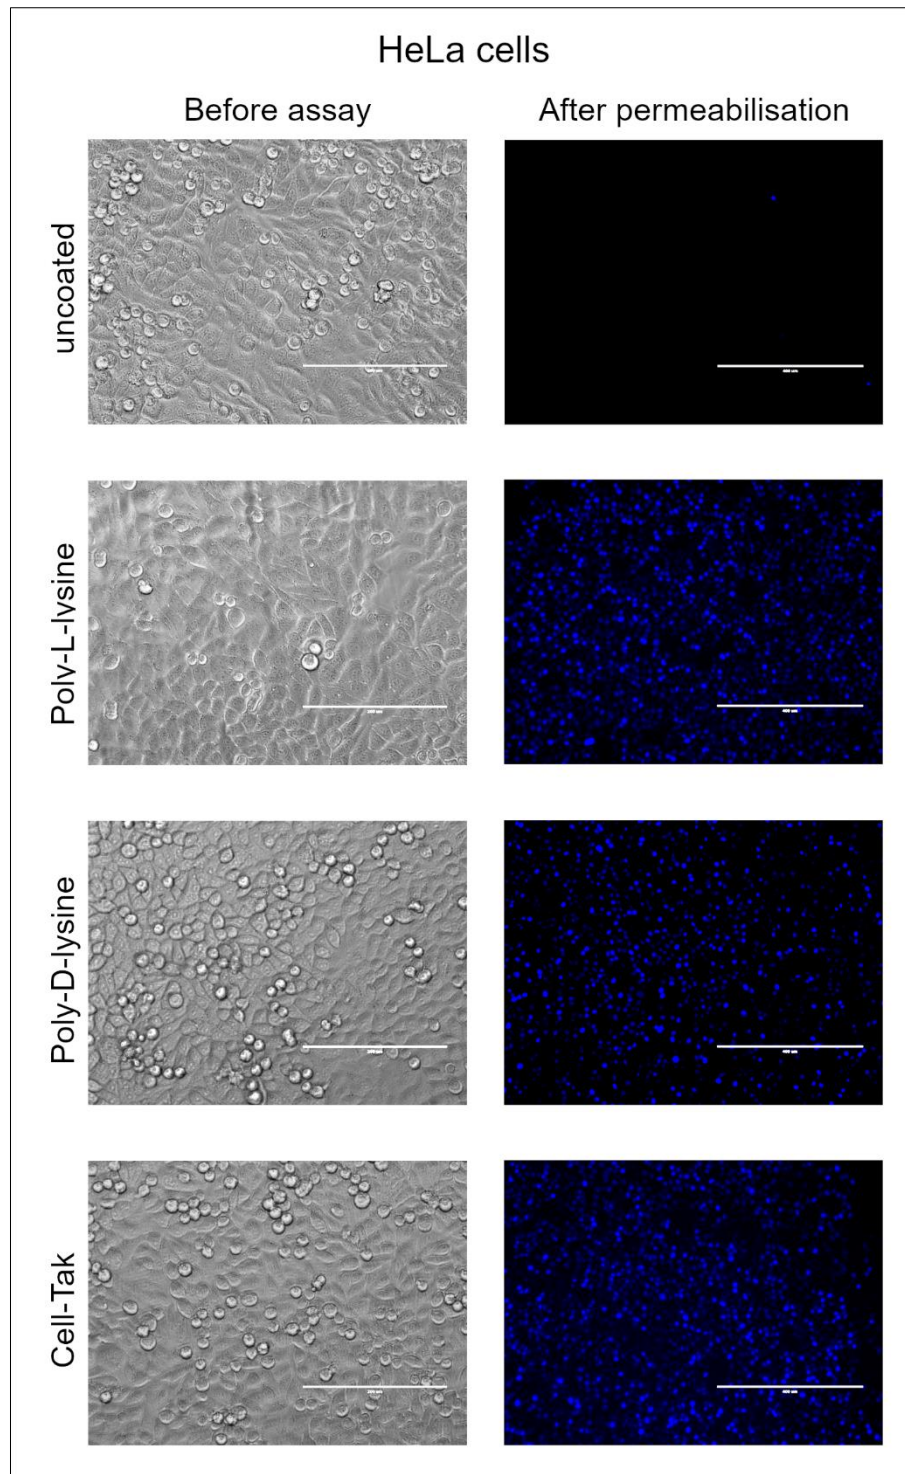 HeLa cells
Before assay
After permeabilisation
uncoated
Poly-L-lysine
Poly-D-lysine
Cell-Tak